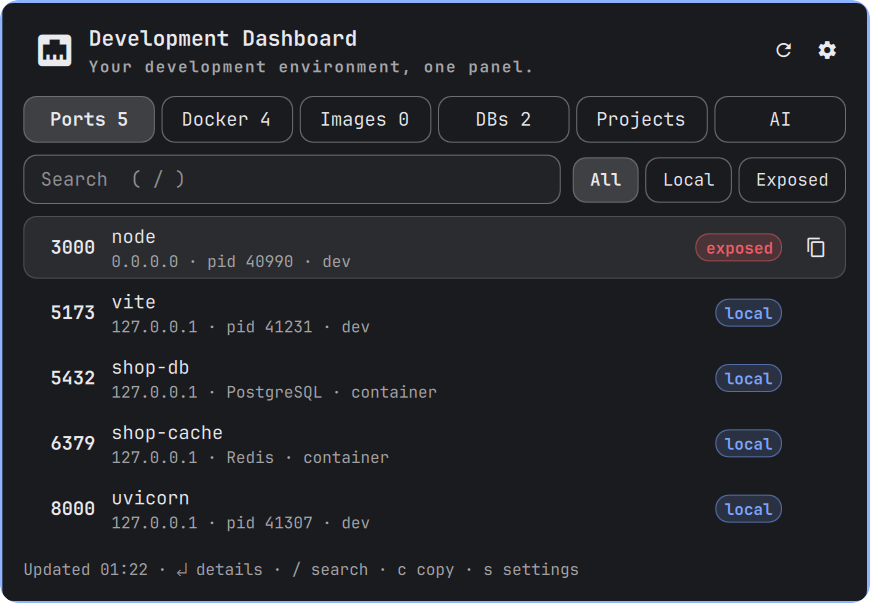 Development Dashboard
Your development environment, one panel.
Ports 5 Docker 4 Images 0 DBs 2 Projects AI
Search ( / ) All Local Exposed
3000 node exposed
0.0.0.0 · pid 40990 · dev
5173 vite local
127.0.0.1 · pid 41231 · dev
5432 shop-db local
127.0.0.1 · PostgreSQL · container
6379 shop-cache local
127.0.0.1 · Redis · container
8000 uvicorn local
127.0.0.1 · pid 41307 · dev
Updated 01:22 · ↲ details · / search · c copy · s settings